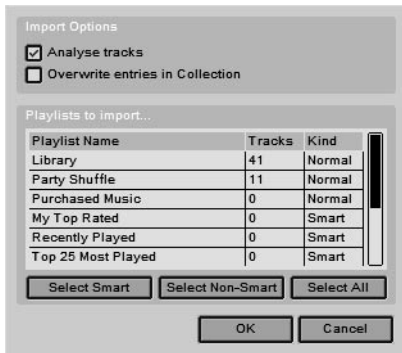 Import Options
Analyse tracks
Overwrite entries in Collection
Playlists to import...
Playlist Name Tracks Kind
Library 41 Normal
Party Shuffle 11 Normal
Purchased Music 0 Normal
My Top Rated 0 Smart
Recently Played 0 Smart
Top 25 Most Played 0 Smart
Select Smart Select Non-Smart Select All
OK Cancel